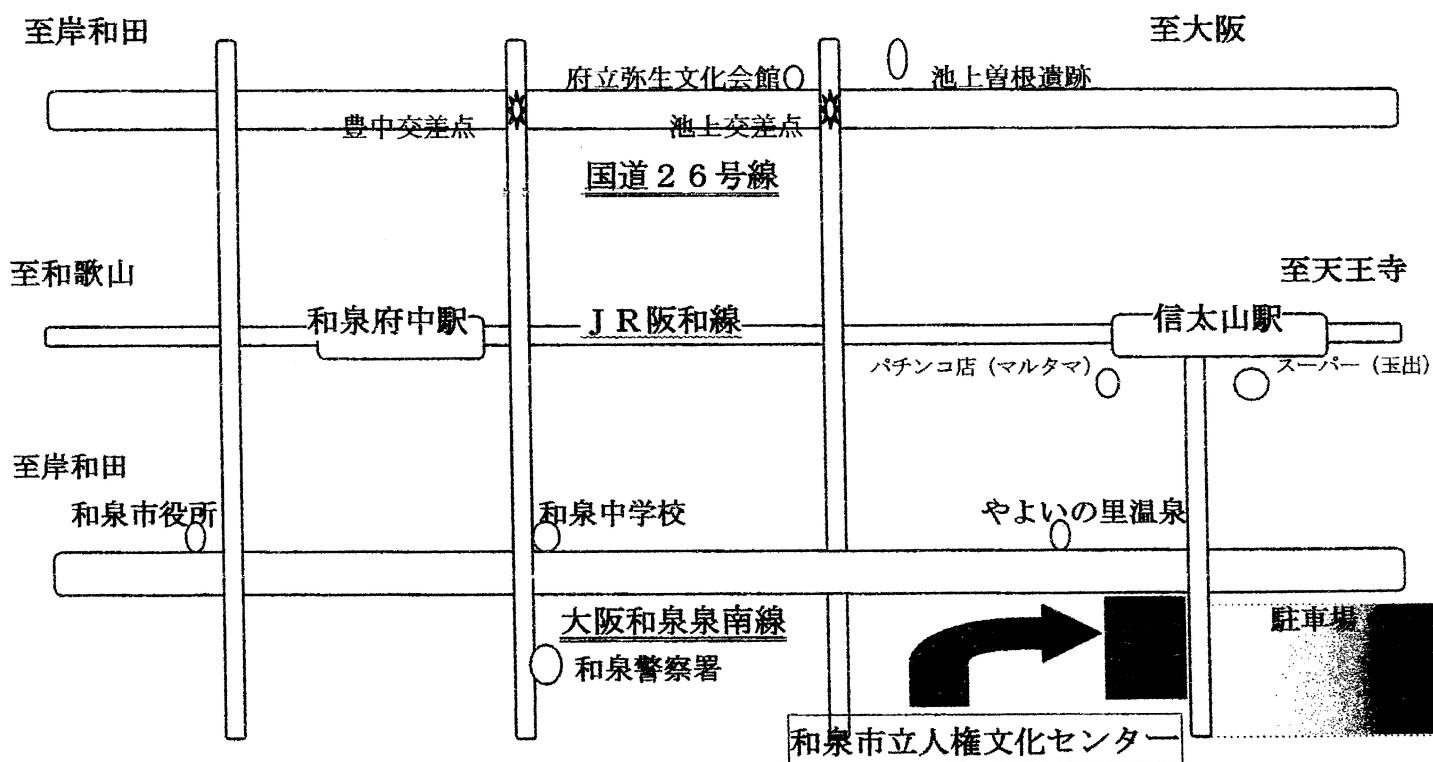 至岸和田
至大阪
府立弥生文化会館
池上曽根遺跡
豊中交差点
池上交差点
国道２６号線
至和歌山
至天王寺
和泉府中駅
ＪＲ阪和線
信太山駅
パチンコ店（マルタマ）
スーパー（玉出）
至岸和田
和泉市役所
和泉中学校
やよいの里温泉
大阪和泉泉南線
駐車場
和泉警察署
和泉市立人権文化センター